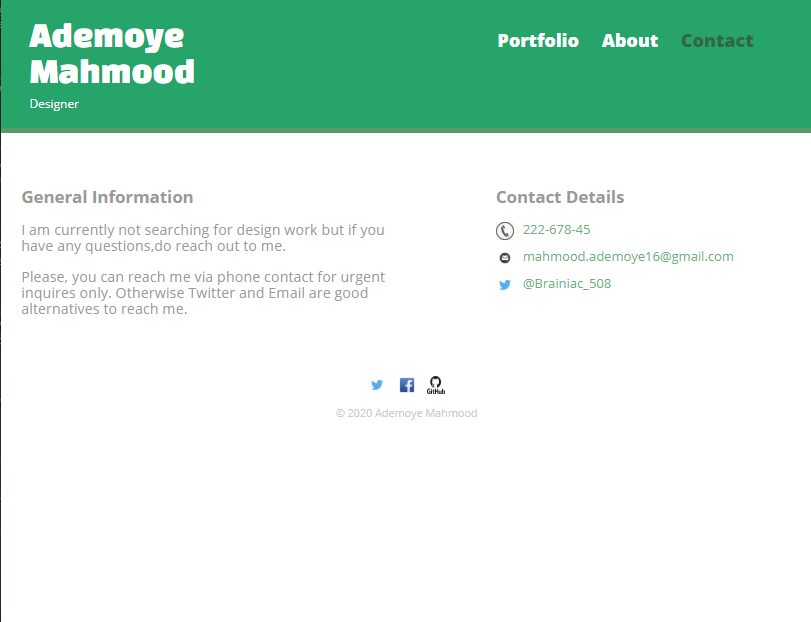 Ademoye
Mahmood
Designer
Portfolio About Contact
General Information
I am currently not searching for design work but if you
have any questions,do reach out to me.
Please, you can reach me via phone contact for urgent
inquires only. Otherwise Twitter and Email are good
alternatives to reach me.
Contact Details
222-678-45
mahmood.ademoye16@gmail.com
@Brainiac_508
GitHub
© 2020 Ademoye Mahmood